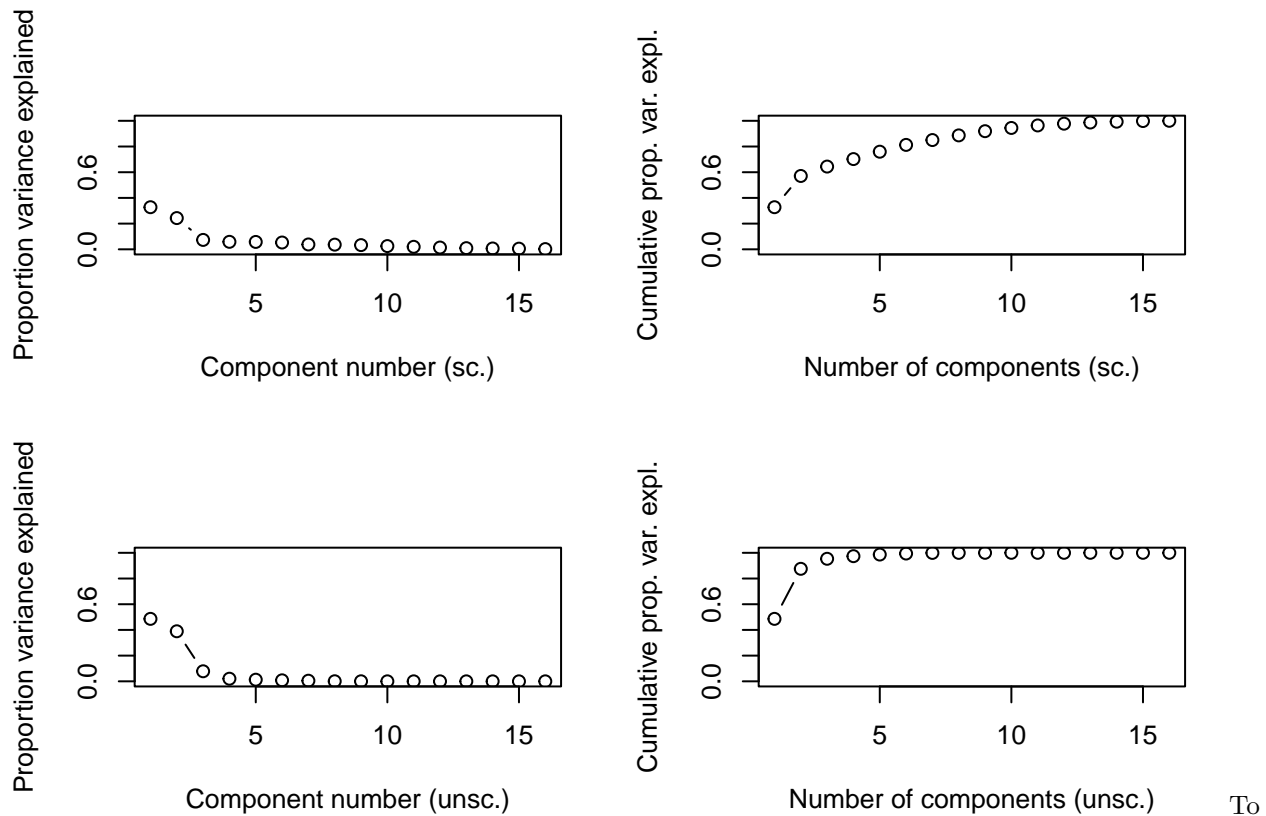 Proportion variance explained
0.0 0.6
5 10 15
Component number (sc.)
Cumulative prop. var. expl.
0.0 0.6
5 10 15
Number of components (sc.)
Proportion variance explained
0.0 0.6
5 10 15
Component number (unsc.)
Cumulative prop. var. expl.
0.0 0.6
5 10 15
Number of components (unsc.)
To